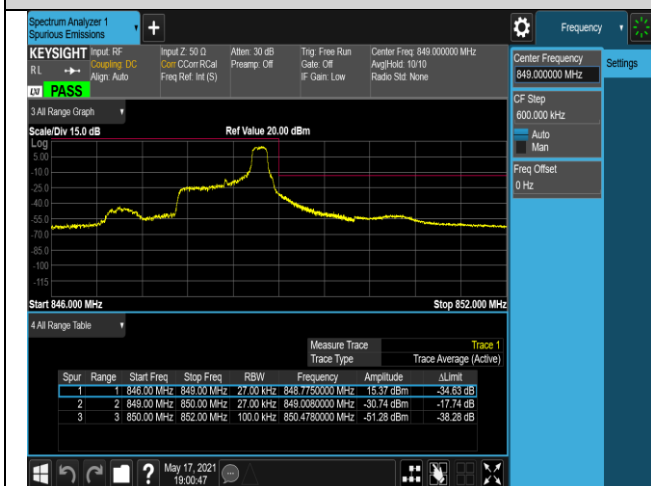 Spectrum Analyzer 1
Spurious Emissions
Frequency
KEYSIGHT Input: RF Input Z: 50 Ω Atten: 30 dB Trig: Free Run Center Freq: 849.000000 MHz
RL Coupling: DC Corr CCorr RCal Preamp: Off Gate: Off Avg|Hold: 10/10
Align: Auto Freq Ref: Int (S) IF Gain: Low Radio Std: None
LXI PASS
3 All Range Graph
Scale/Div 15.0 dB Ref Value 20.00 dBm
Log
5.00
-10.0
-25.0
-40.0
-55.0
-70.0
-85.0
-100
-115
Start 846.000 MHz Stop 852.000 MHz
4 All Range Table
Measure Trace Trace 1
Trace Type Trace Average (Active)
Spur Range Start Freq Stop Freq RBW Frequency Amplitude ΔLimit
1 1 846.00 MHz 849.00 MHz 27.00 kHz 848.7750000 MHz 15.37 dBm -34.63 dB
2 2 849.00 MHz 850.00 MHz 27.00 kHz 849.0080000 MHz -30.74 dBm -17.74 dB
3 3 850.00 MHz 852.00 MHz 100.0 kHz 850.4780000 MHz -51.28 dBm -38.28 dB
Center Frequency
849.000000 MHz
Settings
CF Step
600.000 kHz
Auto
Man
Freq Offset
0 Hz
? May 17, 2021
19:00:47